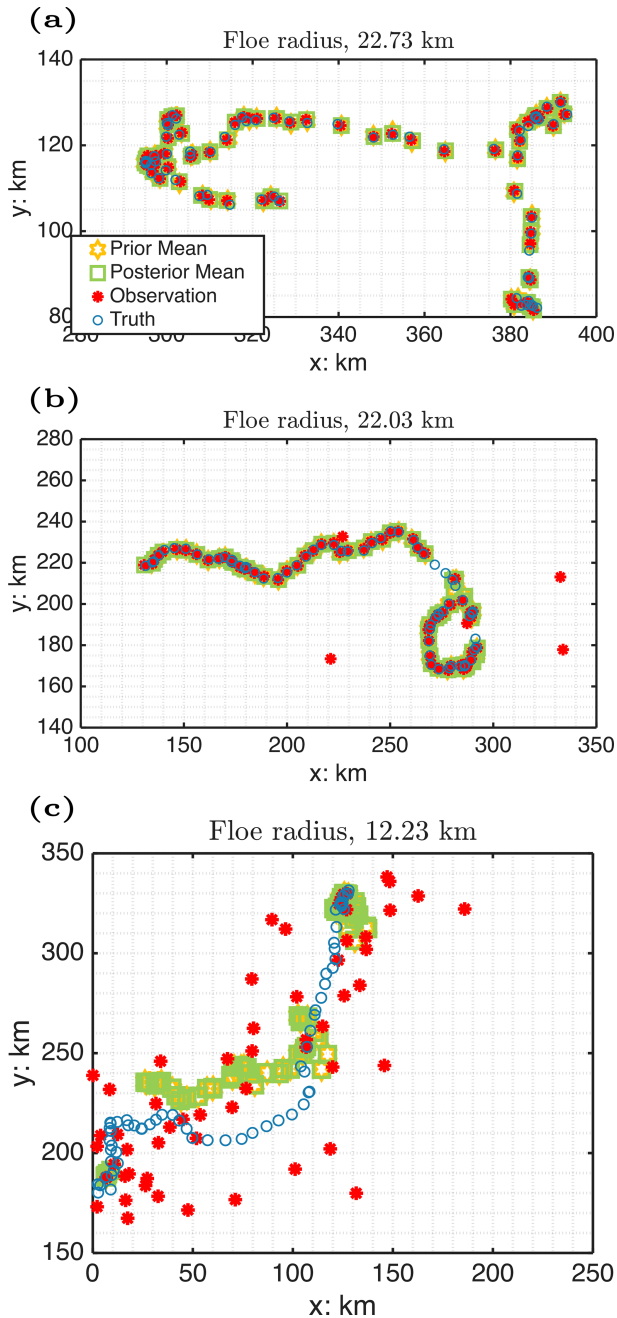 (a)
Floe radius, 22.73 km
140
120
100
80
y: km
Prior Mean
Posterior Mean
Observation
Truth
280 300 320 340 360 380 400
x: km
(b)
Floe radius, 22.03 km
280
260
240
220
200
180
160
140
y: km
100 150 200 250 300 350
x: km
(c)
Floe radius, 12.23 km
350
300
250
200
150
y: km
0 50 100 150 200 250
x: km